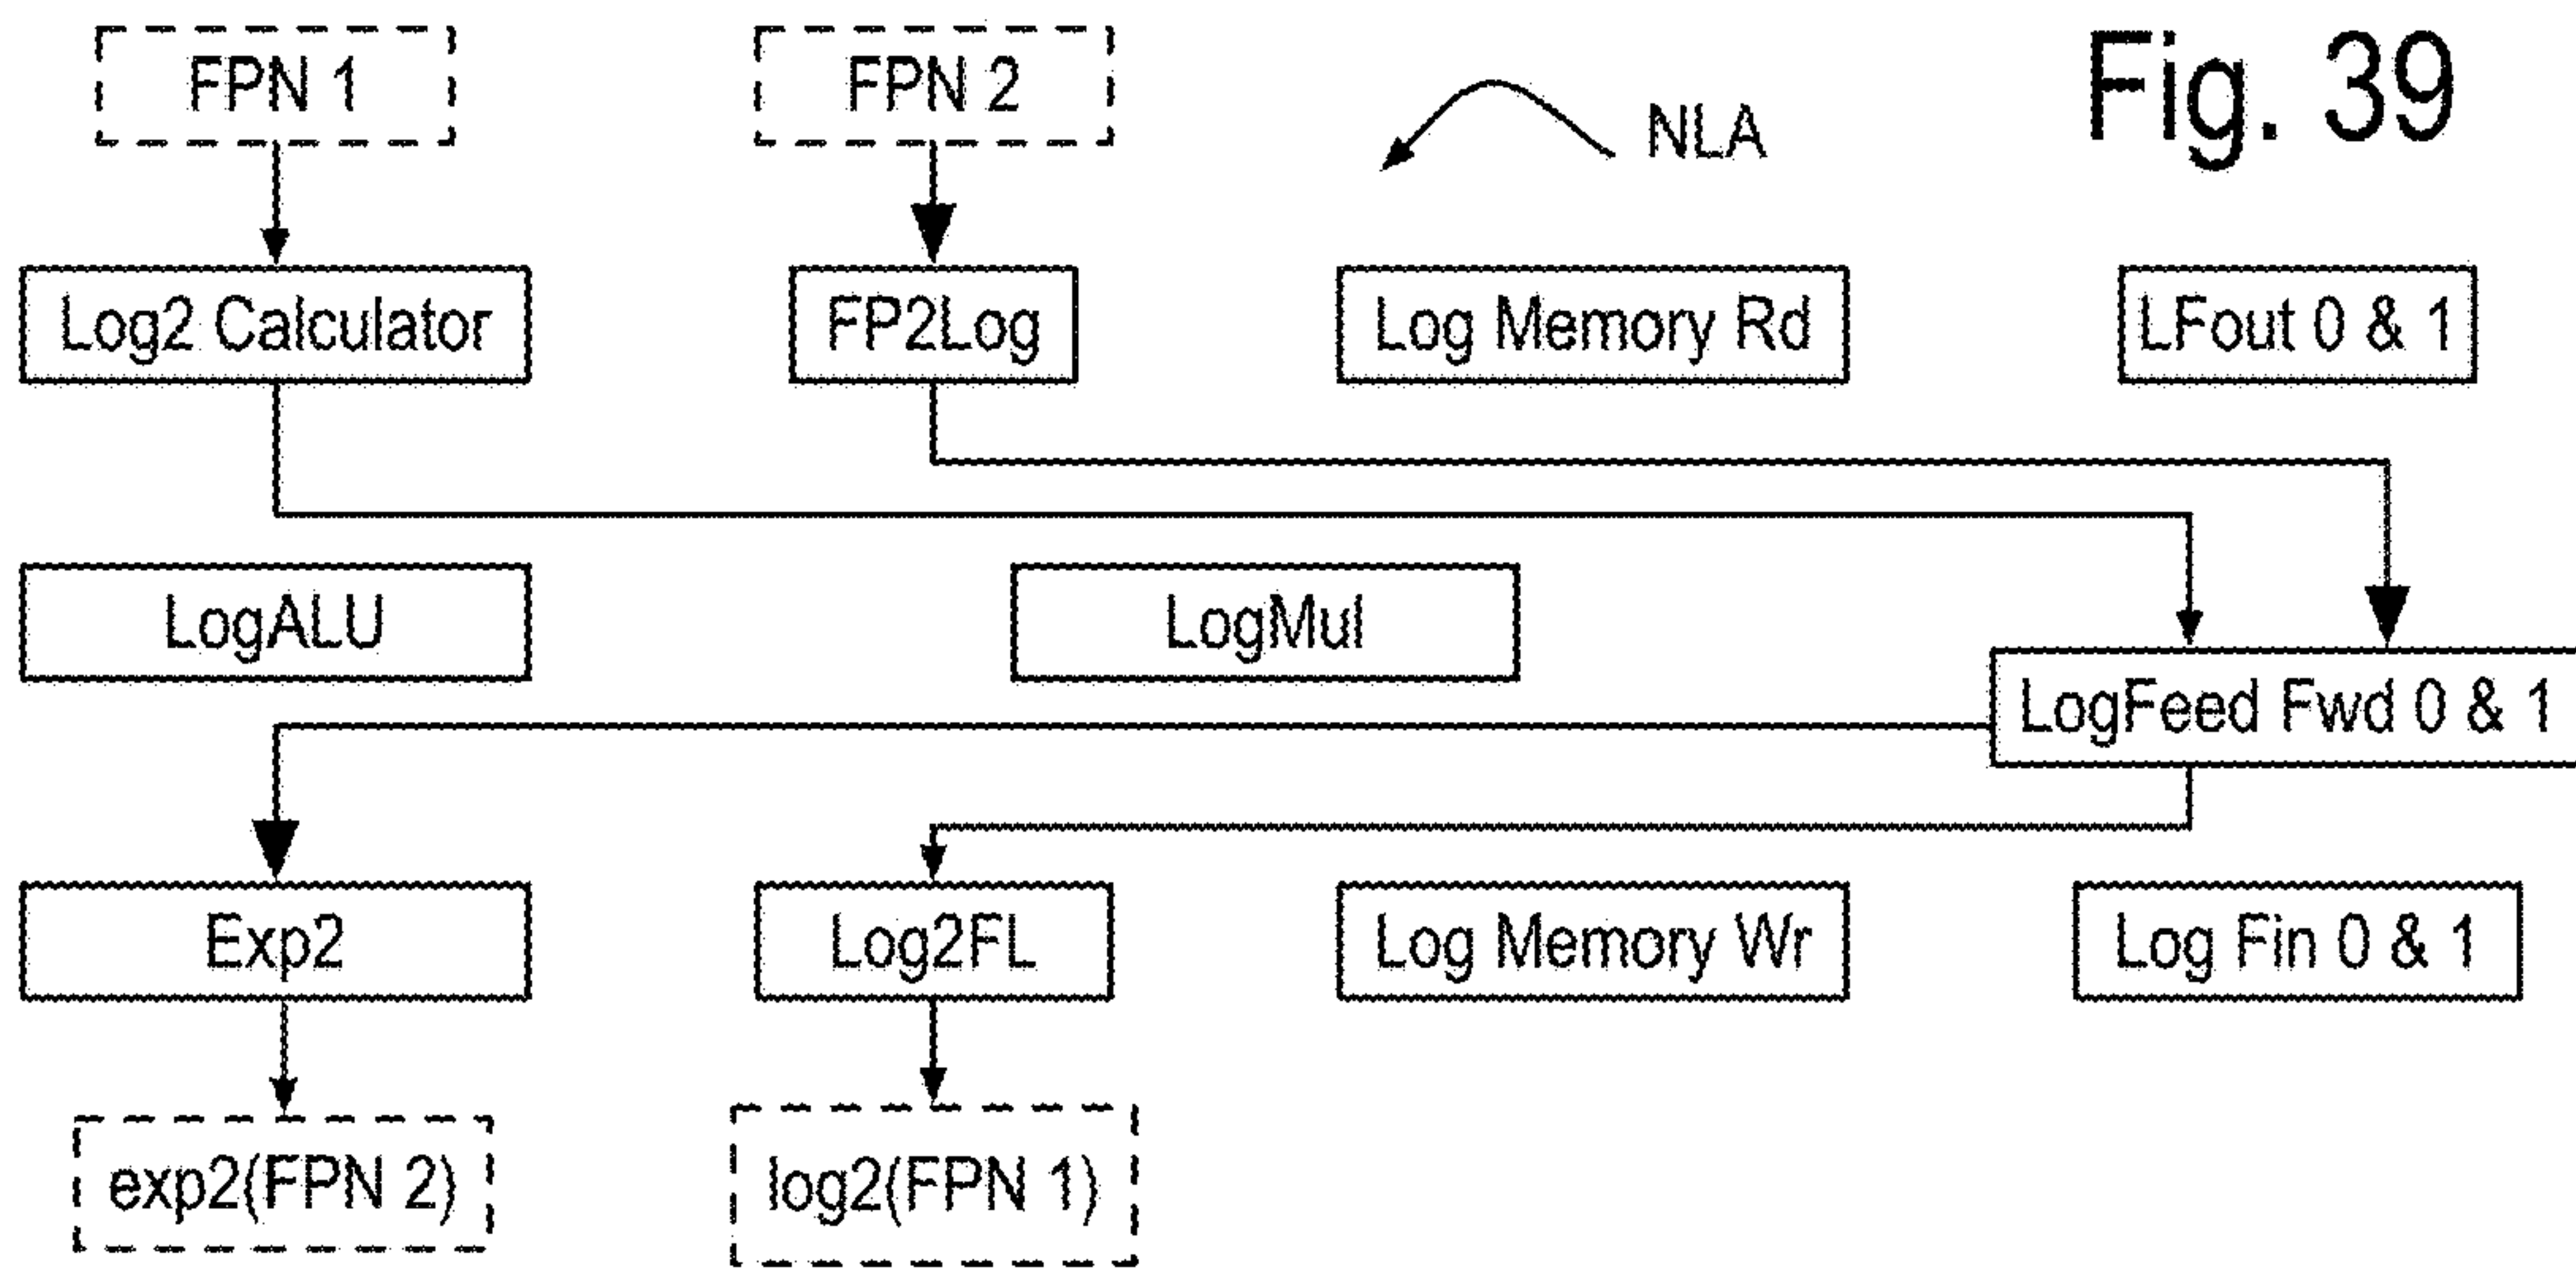 Fig. 39
FPN 1
FPN 2
NLA
Log2 Calculator
FP2Log
Log Memory Rd
LFout 0 & 1
LogALU
LogMul
LogFeed Fwd 0 & 1
Exp2
Log2FL
Log Memory Wr
Log Fin 0 & 1
exp2(FPN 2)
log2(FPN 1)